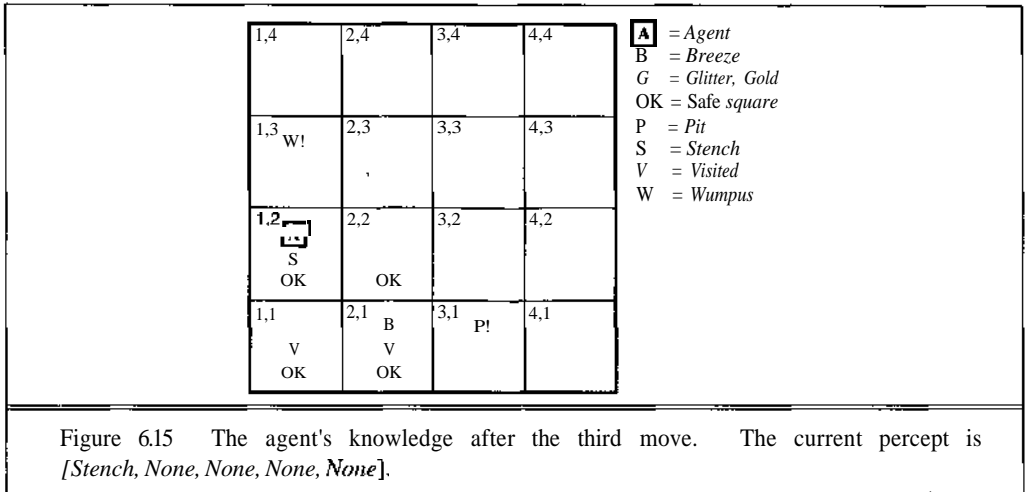 1,4 2,4 3,4 4,4
1,3 W! 2,3 3,3 4,3
1,2 2,2 3,2 4,2
S
OK OK
1,1 2,1 B 3,1 P! 4,1
V V
OK OK
A = Agent
B = Breeze
G = Glitter, Gold
OK = Safe square
P = Pit
S = Stench
V = Visited
W = Wumpus
Figure 6.15 The agent's knowledge after the third move. The current percept is
[Stench, None, None, None, None].